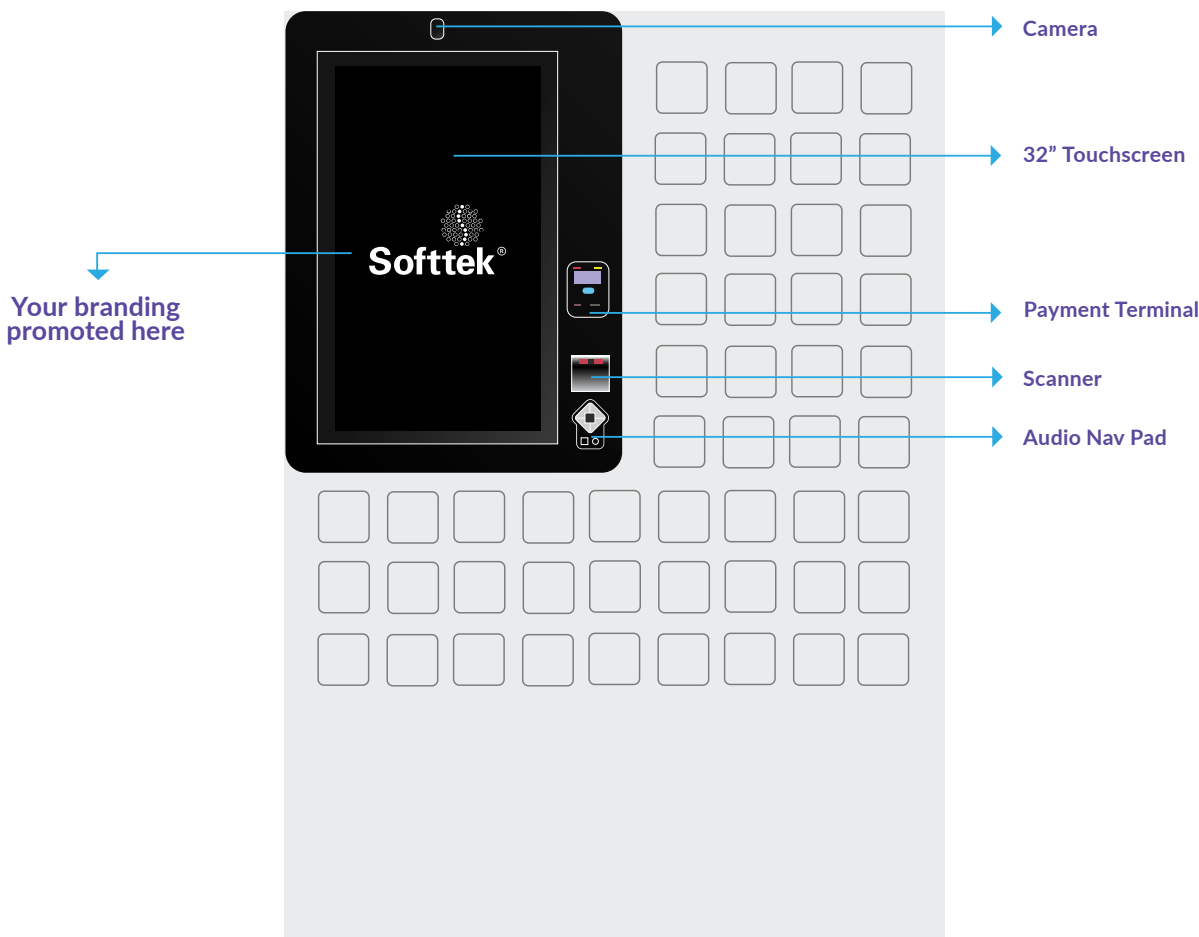 Camera
32” Touchscreen
Softtek®
Your branding
promoted here
Payment Terminal
Scanner
Audio Nav Pad